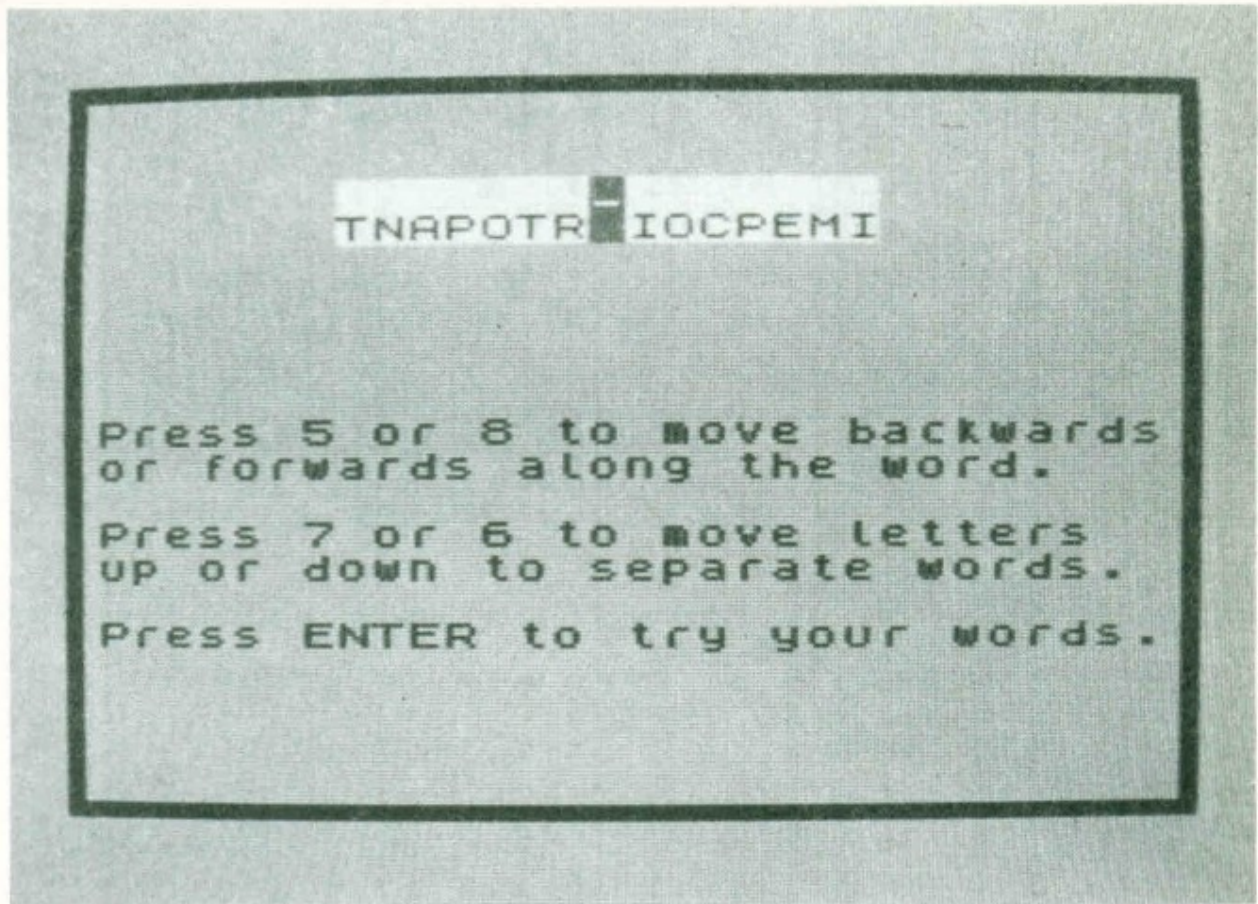 TNAPOTR-IOCPEMI
Press 5 or 8 to move backwards
or forwards along the word.
Press 7 or 6 to move letters
up or down to separate words.
Press ENTER to try your words.